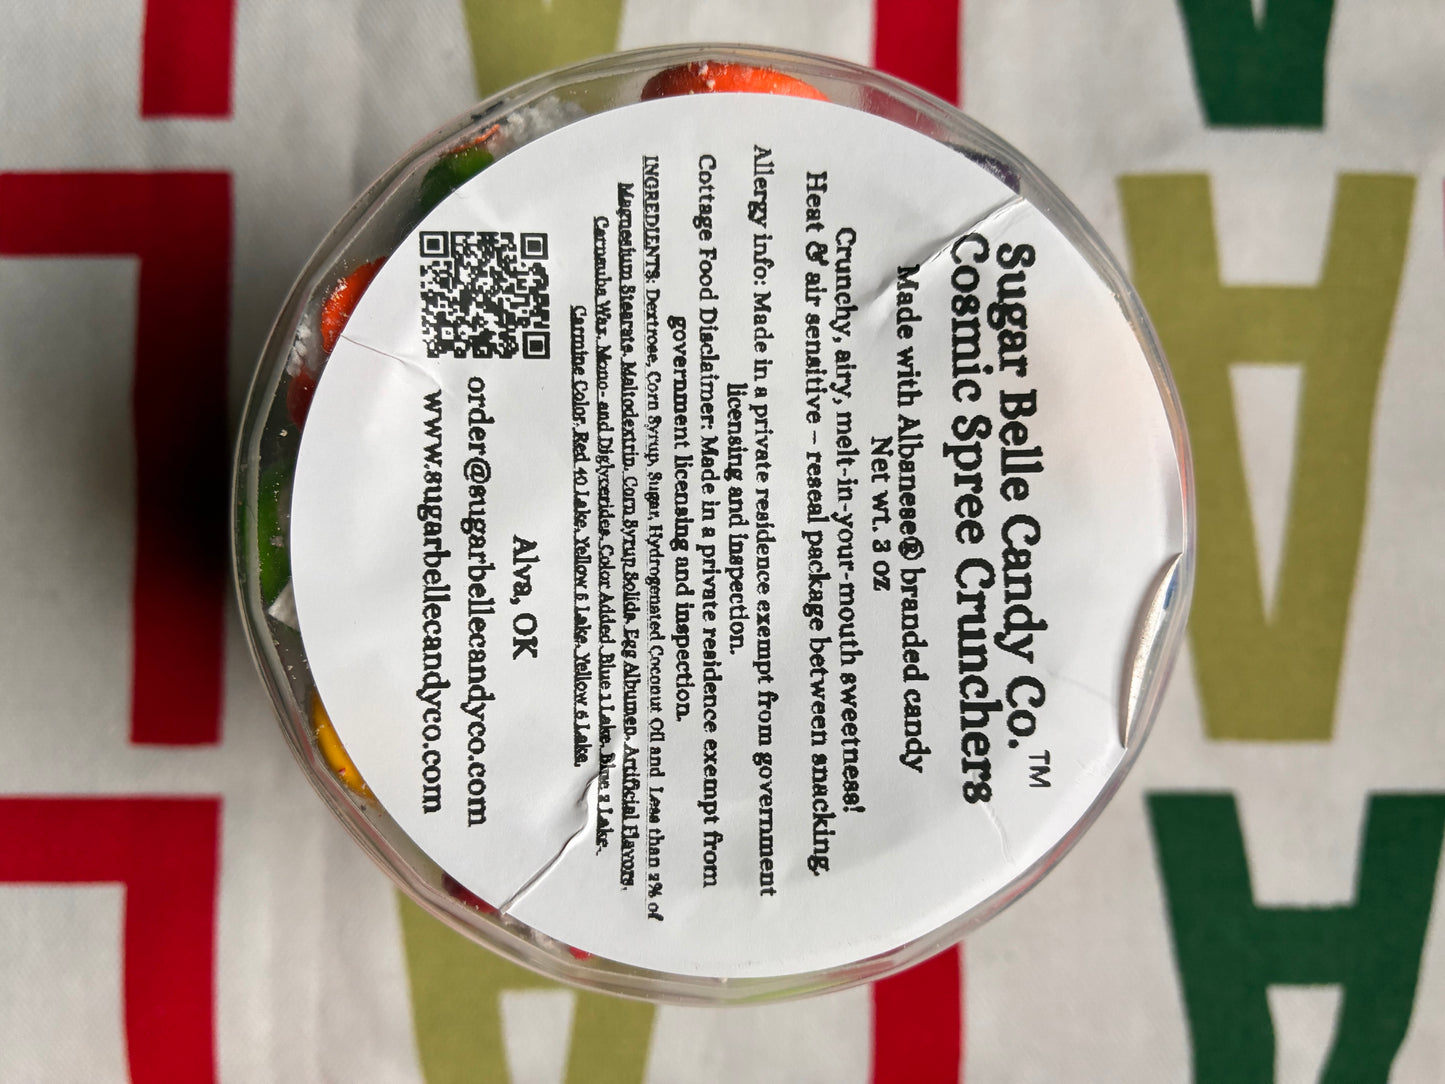 Sugar Belle Candy Co.™
Cosmic Spree Crunchers
Made with Albanese® branded candy
Net wt. 3 oz
Crunchy, airy, melt-in-your-mouth sweetness!
Heat & air sensitive – reseal package between snacking.
Allergy info: Made in a private residence exempt from government
licensing and inspection.
Cottage Food Disclaimer: Made in a private residence exempt from
government licensing and inspection.
INGREDIENTS: Dextrose, Corn Syrup, Sugar, Hydrogenated Coconut Oil and Less than 2% of
Magnesium Stearate, Maltodextrin, Corn Syrup Solids, Egg Albumen, Artificial Flavors,
Carnauba Wax, Mono- and Diglycerides, Color Added, Blue 1 Lake, Blue 2 Lake,
Carmine Color, Red 40 Lake, Yellow 5 Lake, Yellow 6 Lake.
Alva, OK
order@sugarbellecandyco.com
www.sugarbellecandyco.com